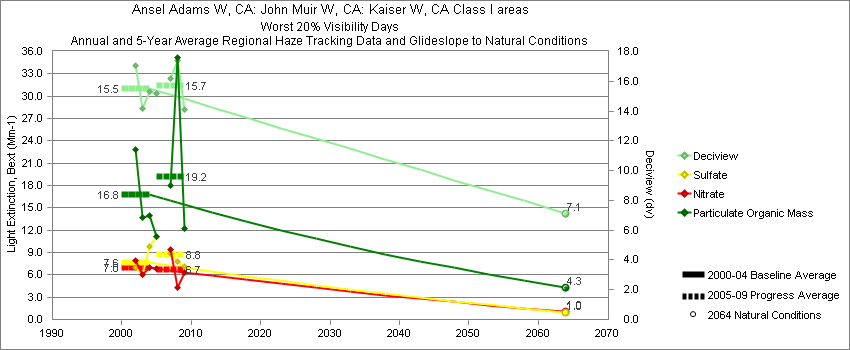 Ansel Adams W, CA: John Muir W, CA: Kaiser W, CA Class I areas
Worst 20% Visibility Days
Annual and 5-Year Average Regional Haze Tracking Data and Glideslope to Natural Conditions
36.0 18.0
33.0 16.0
30.0 14.0
27.0 12.0
24.0 10.0
21.0 8.0
18.0 6.0
15.0 4.0
12.0 2.0
9.0 0.0
6.0
3.0
0.0
Light Extinction, Bext (Mm-1)
Deciview (dv)
15.5 15.7
19.2
16.8
7.1
8.8
7.6
7.0 6.7
4.3
1.0
1990 2000 2010 2020 2030 2040 2050 2060 2070
Deciview
Sulfate
Nitrate
Particulate Organic Mass
2000-04 Baseline Average
2005-09 Progress Average
2064 Natural Conditions